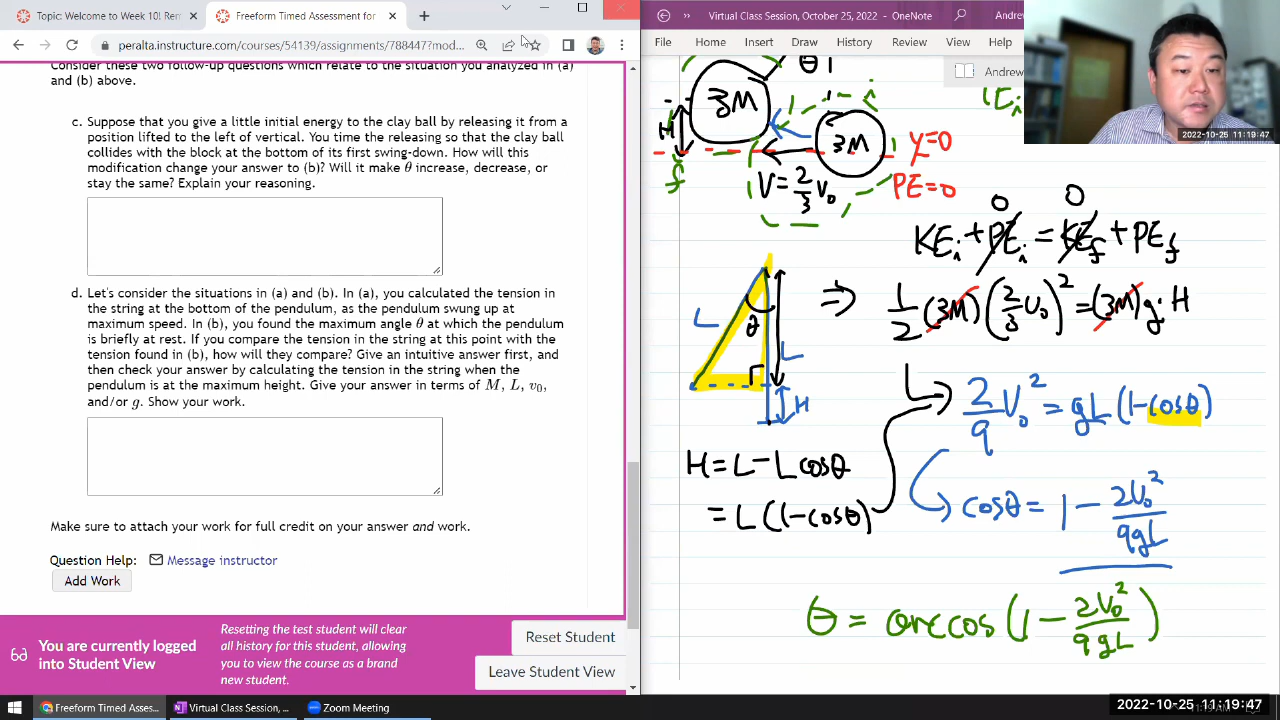 Topic: Welcome to Week 10! Rem
Freeform Timed Assessment for
peralta.instructure.com/courses/54139/assignments/788447?mod...
Consider these two follow-up questions which relate to the situation you analyzed in (a)
and (b) above.
c. Suppose that you give a little initial energy to the clay ball by releasing it from a
position lifted to the left of vertical. You time the releasing so that the clay ball
collides with the block at the bottom of its first swing-down. How will this
modification change your answer to (b)? Will it make θ increase, decrease, or
stay the same? Explain your reasoning.
d. Let's consider the situations in (a) and (b). In (a), you calculated the tension in
the string at the bottom of the pendulum, as the pendulum swung up at
maximum speed. In (b), you found the maximum angle θ at which the pendulum
is briefly at rest. If you compare the tension in the string at this point with the
tension found in (b), how will they compare? Give an intuitive answer first, and
then check your answer by calculating the tension in the string when the
pendulum is at the maximum height. Give your answer in terms of M, L, v₀,
and/or g. Show your work.
Make sure to attach your work for full credit on your answer and work.
Question Help: Message instructor
Add Work
You are currently logged
into Student View
Resetting the test student will clear
all history for this student, allowing
you to view the course as a brand
new student.
Reset Student
Leave Student View
Freeform Timed Asses...
Virtual Class Session, ...
Zoom Meeting
Virtual Class Session, October 25, 2022 - OneNote
Andre
File Home Insert Draw History Review View Help
Andrew
θ
3M
H
i
3M
y=0
PE=0
f
V = 2/3 v₀
0 0
KEᵢ + PEᵢ = KE_f + PE_f
L θ L H
⇒ 1/2 (3M) (2/3 v₀)² = (3M) g · H
2/9 v₀² = gL (1-cosθ)
H = L - L cosθ
= L (1-cosθ)
cosθ = 1 - 2v₀²/9gL
θ = arccos (1 - 2v₀²/9gL)
2022-10-25 11:19:47
2022-10-25 11:19:47